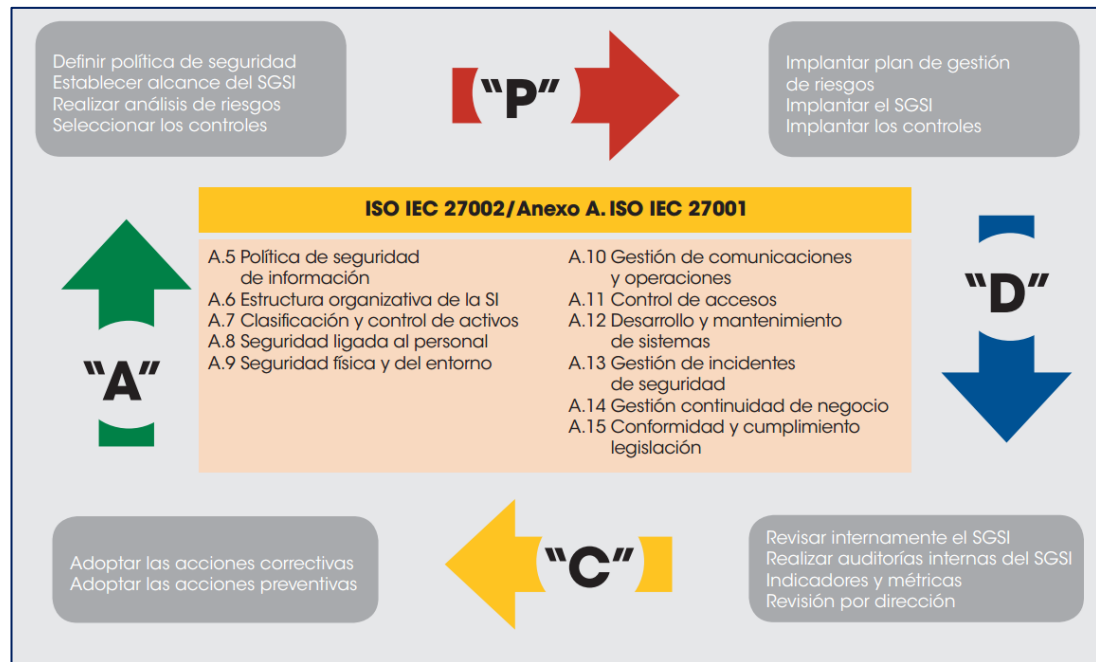 Definir política de seguridad
Establecer alcance del SGSI
Realizar análisis de riesgos
Seleccionar los controles
"P"
Implantar plan de gestión
de riesgos
Implantar el SGSI
Implantar los controles
ISO IEC 27002/Anexo A. ISO IEC 27001
A.5 Política de seguridad
de información
A.6 Estructura organizativa de la SI
A.7 Clasificación y control de activos
A.8 Seguridad ligada al personal
A.9 Seguridad física y del entorno
A.10 Gestión de comunicaciones
y operaciones
A.11 Control de accesos
A.12 Desarrollo y mantenimiento
de sistemas
A.13 Gestión de incidentes
de seguridad
A.14 Gestión continuidad de negocio
A.15 Conformidad y cumplimiento
legislación
"D"
"A"
Adoptar las acciones correctivas
Adoptar las acciones preventivas
"C"
Revisar internamente el SGSI
Realizar auditorías internas del SGSI
Indicadores y métricas
Revisión por dirección